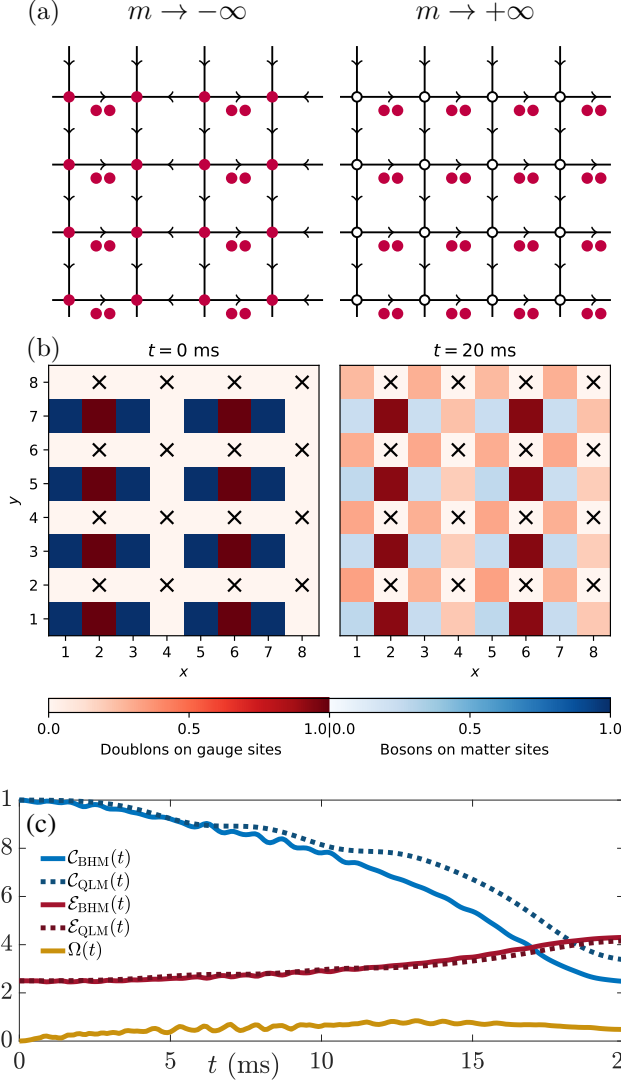 (a) m → −∞ m → +∞
(b) t = 0 ms t = 20 ms
8
7
6
5
4
3
2
1
y
1 2 3 4 5 6 7 8 1 2 3 4 5 6 7 8
x x
0.0 0.5 1.0 0.0 0.5 1.0
Doublons on gauge sites Bosons on matter sites
1
(c)
8
6
4
2
0
𝒞BHM(t)
𝒞QLM(t)
ℰBHM(t)
ℰQLM(t)
Ω(t)
0 5 10 15 2
t (ms)